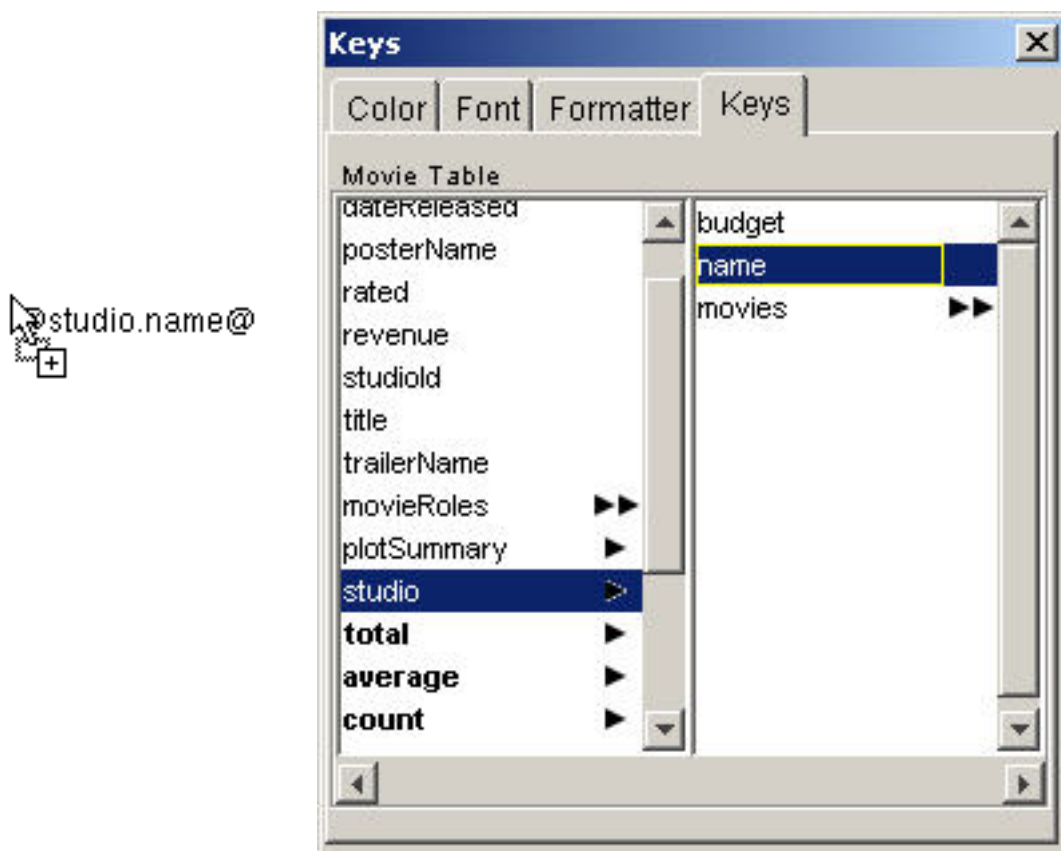 Keys
Color Font Formatter Keys
Movie Table
dateReleased
posterName
rated
revenue
studioId
title
trailerName
movieRoles
plotSummary
studio
total
average
count
budget
name
movies
@studio.name@